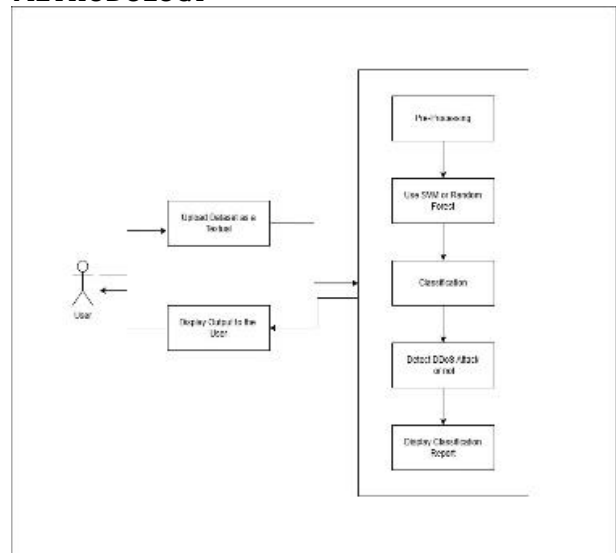 METHODOLOGY
Pre-Processing
Use SVM or Random
Forest
Upload Dataset as a
Textual
Classification
User
Display Output to the
User
Detect DDoS Attack
or not
Display Classification
Report